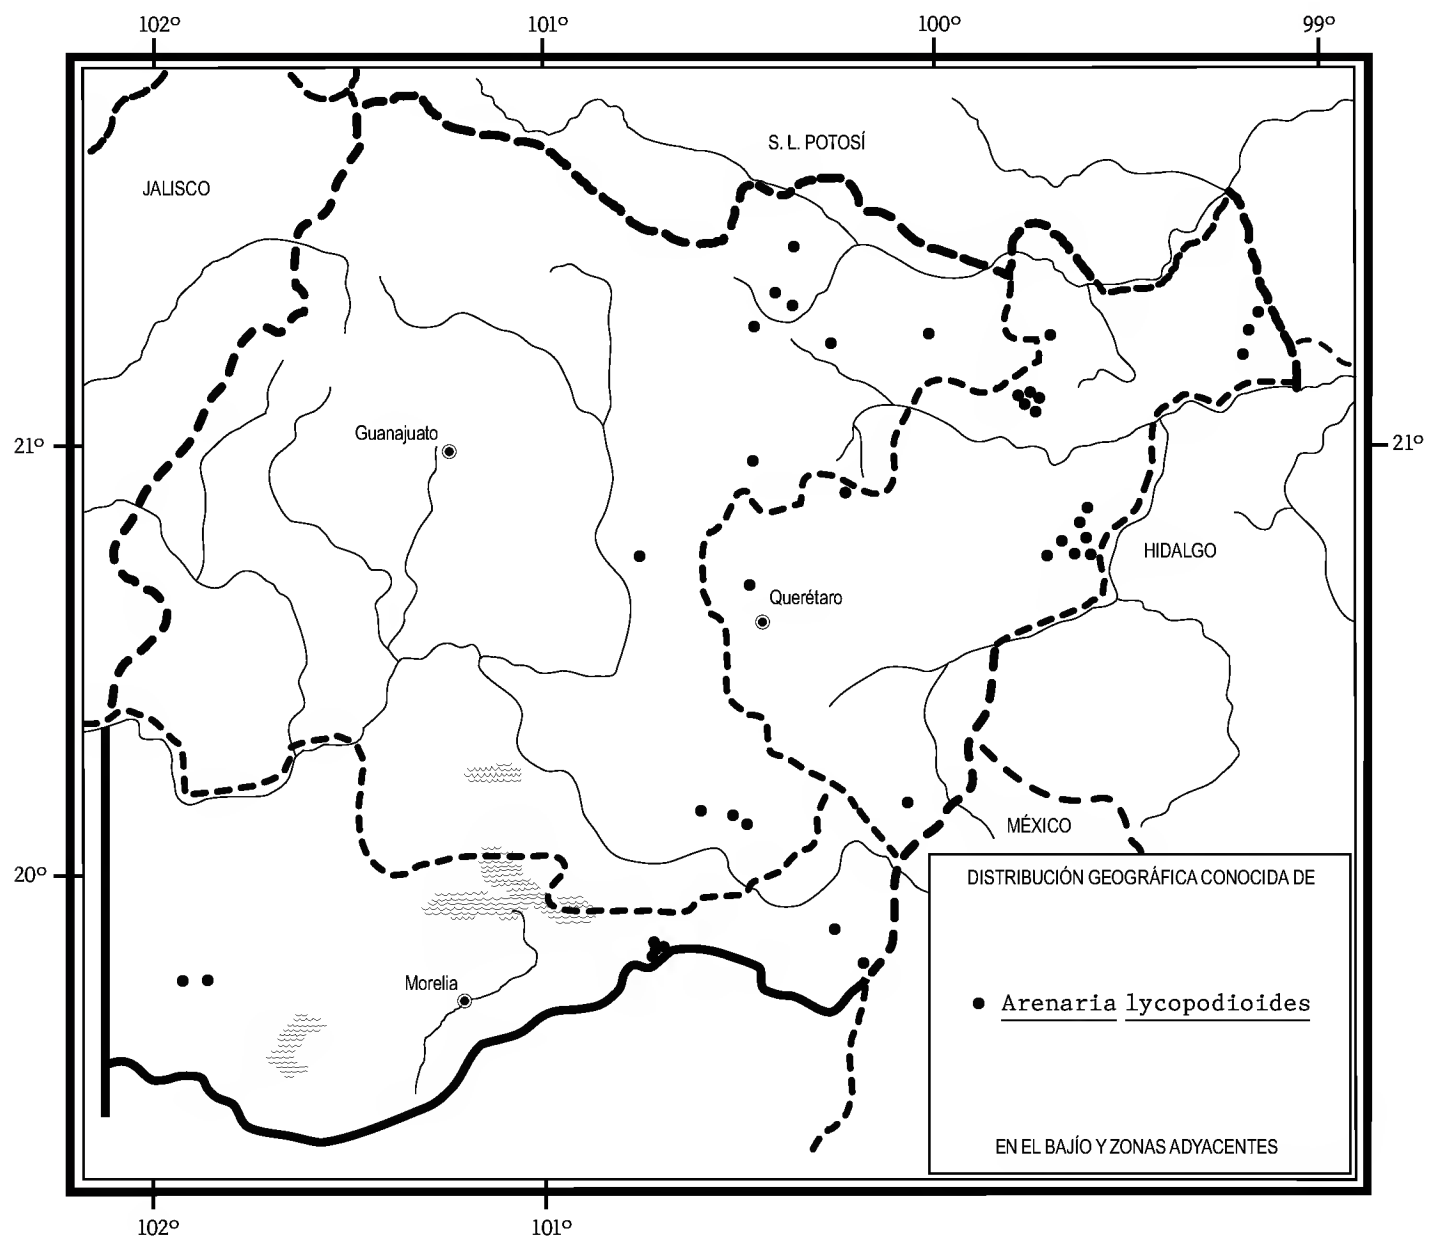 102º 101º 100º 99º
S. L. POTOSÍ
JALISCO
Guanajuato
21º 21º
HIDALGO
Querétaro
MÉXICO
20º
DISTRIBUCIÓN GEOGRÁFICA CONOCIDA DE
Morelia
Arenaria lycopodioides
EN EL BAJÍO Y ZONAS ADYACENTES
102º 101º